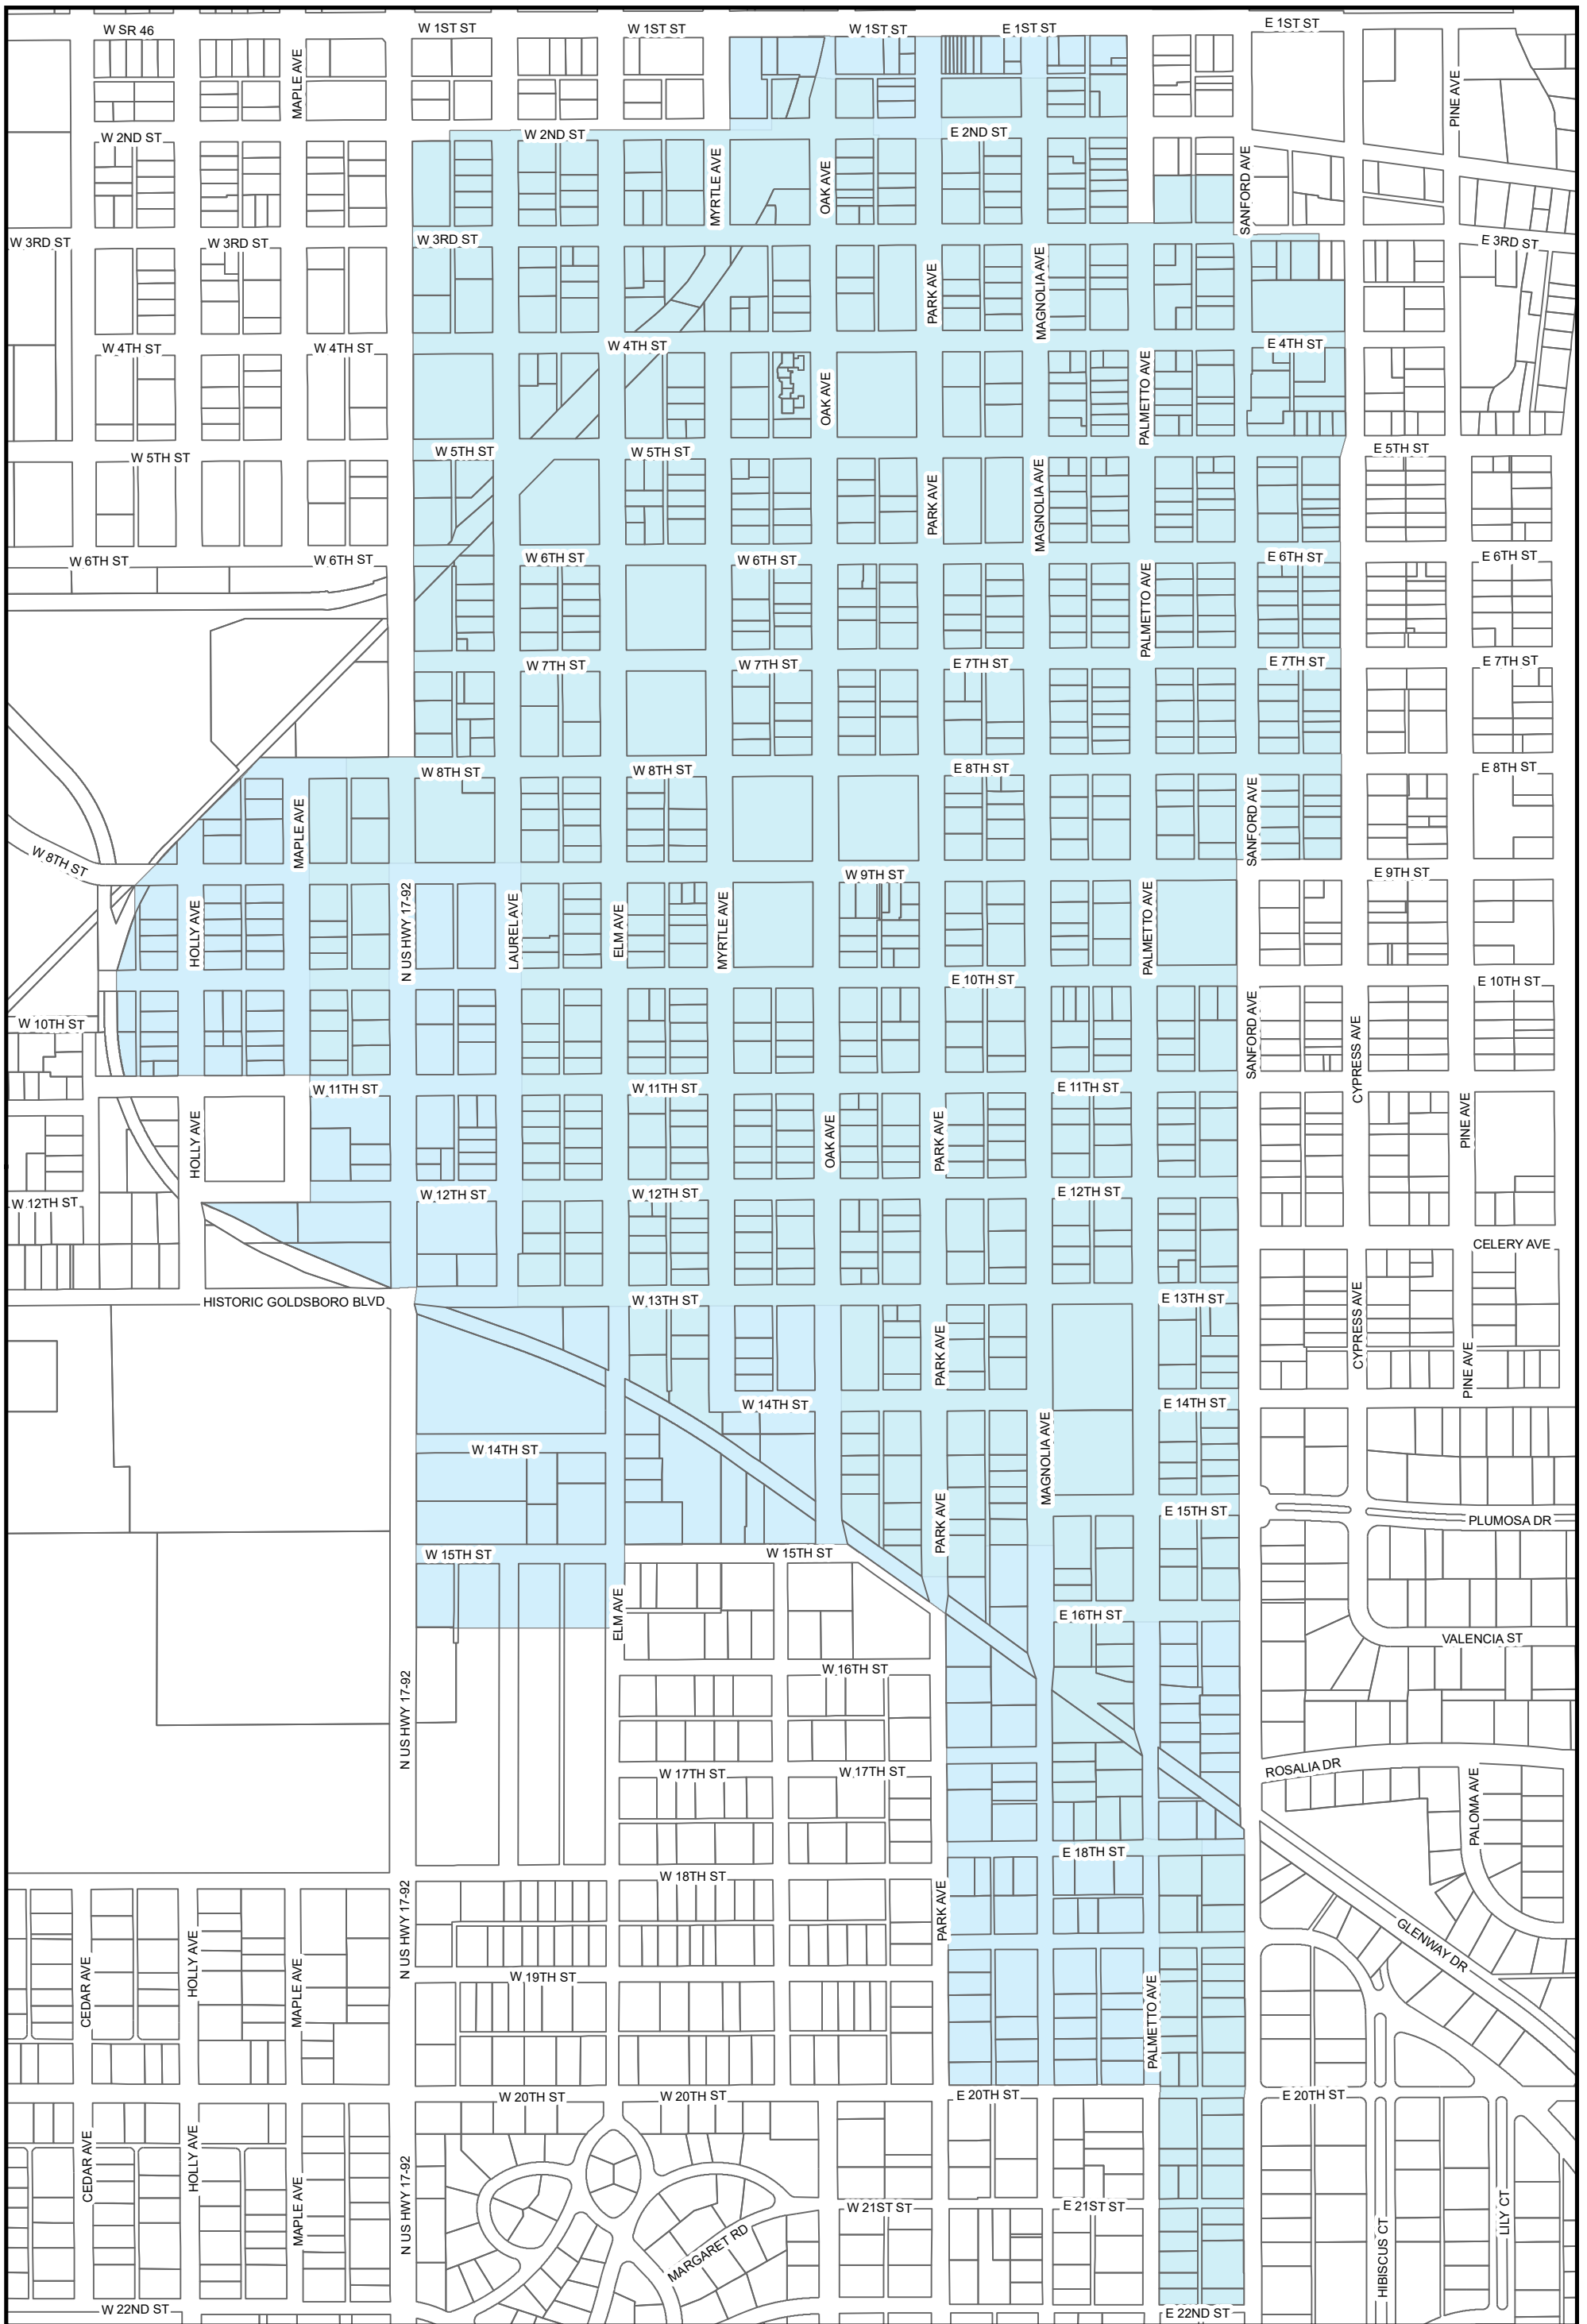 W SR 46
W 1ST ST
W 1ST ST
W 1ST ST
E 1ST ST
E 1ST ST
MAPLE AVE
PINE AVE
W 2ND ST
W 2ND ST
E 2ND ST
MYRTLE AVE
OAK AVE
SANFORD AVE
W 3RD ST
W 3RD ST
W 3RD ST
E 3RD ST
PARK AVE
MAGNOLIA AVE
W 4TH ST
W 4TH ST
W 4TH ST
E 4TH ST
OAK AVE
PALMETTO AVE
W 5TH ST
W 5TH ST
W 5TH ST
E 5TH ST
PARK AVE
MAGNOLIA AVE
W 6TH ST
W 6TH ST
W 6TH ST
W 6TH ST
E 6TH ST
E 6TH ST
PALMETTO AVE
W 7TH ST
W 7TH ST
E 7TH ST
E 7TH ST
E 7TH ST
W 8TH ST
W 8TH ST
E 8TH ST
E 8TH ST
MAPLE AVE
SANFORD AVE
W 8TH ST
W 9TH ST
E 9TH ST
HOLLY AVE
N US HWY 17-92
LAUREL AVE
ELM AVE
MYRTLE AVE
PALMETTO AVE
E 10TH ST
E 10TH ST
W 10TH ST
SANFORD AVE
CYPRESS AVE
W 11TH ST
W 11TH ST
E 11TH ST
HOLLY AVE
OAK AVE
PARK AVE
PINE AVE
W 12TH ST
W 12TH ST
W 12TH ST
E 12TH ST
CELERY AVE
HISTORIC GOLDSBORO BLVD
W 13TH ST
E 13TH ST
PARK AVE
CYPRESS AVE
PINE AVE
W 14TH ST
E 14TH ST
W 14TH ST
MAGNOLIA AVE
PARK AVE
E 15TH ST
PLUMOSA DR
W 15TH ST
W 15TH ST
ELM AVE
E 16TH ST
VALENCIA ST
W 16TH ST
N US HWY 17-92
W 17TH ST
W 17TH ST
ROSALIA DR
PALOMA AVE
E 18TH ST
W 18TH ST
N US HWY 17-92
PARK AVE
GLENWAY DR
CEDAR AVE
HOLLY AVE
MAPLE AVE
W 19TH ST
PALMETTO AVE
W 20TH ST
W 20TH ST
E 20TH ST
E 20TH ST
CEDAR AVE
HOLLY AVE
MAPLE AVE
N US HWY 17-92
W 21ST ST
E 21ST ST
MARGARET RD
HIBISCUS CT
LILY CT
W 22ND ST
E 22ND ST